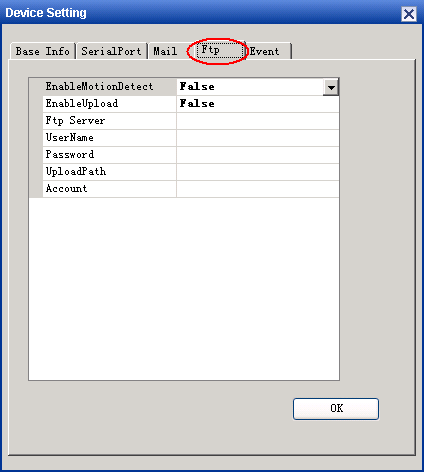 Device Setting
Base Info SerialPort Mail Ftp Event
EnableMotionDetect False
EnableUpload False
Ftp Server
UserName
Password
UploadPath
Account
OK